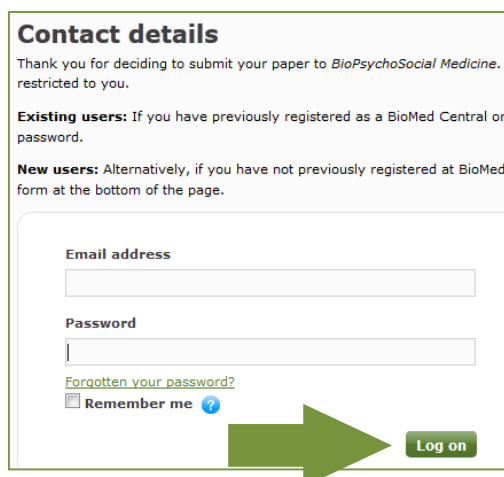 Contact details
Thank you for deciding to submit your paper to BioPsychoSocial Medicine.
restricted to you.
Existing users: If you have previously registered as a BioMed Central or
password.
New users: Alternatively, if you have not previously registered at BioMed
form at the bottom of the page.
Email address
Password
Forgotten your password?
Remember me ?
Log on